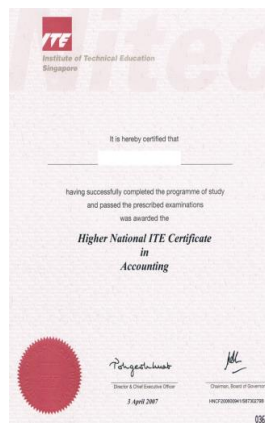 Nitec
ITE
Institute of Technical Education
Singapore
It is hereby certified that
having successfully completed the programme of study
and passed the prescribed examinations
was awarded the
Higher National ITE Certificate
in
Accounting
Director & Chief Executive Officer
Chairman, Board of Governors
3 April 2007
036